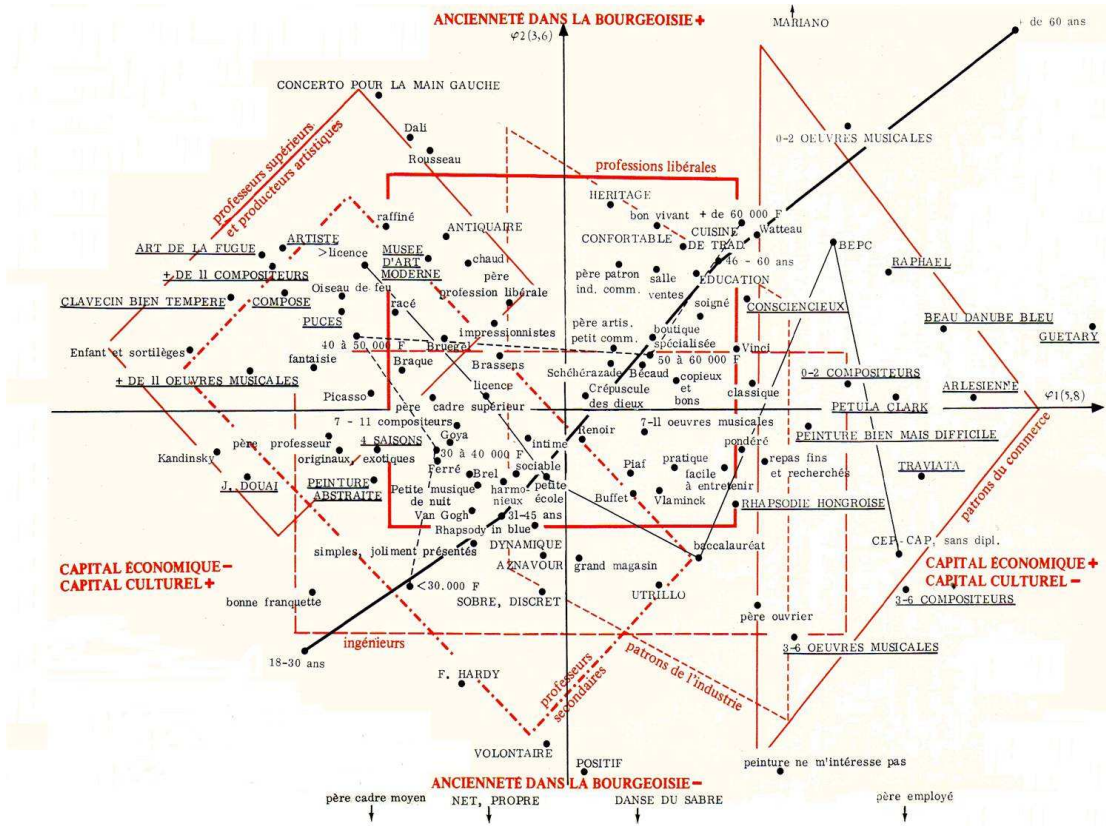 ANCIENNETÉ DANS LA BOURGEOISIE +
MARIANO
+ de 60 ans
φ2(3,6)
CONCERTO POUR LA MAIN GAUCHE
Dali
0-2 OEUVRES MUSICALES
Rousseau
professeurs supérieurs
et producteurs artistiques
professions libérales
HERITAGE
raffiné
bon vivant
+ de 60 000 F
ANTIQUAIRE
CUISINE
DE TRAD.
Watteau
ART DE LA FUGUE
ARTISTE
>licence
MUSEE
D'ART
MODERNE
CONFORTABLE
BEPC
46 - 60 ans
RAPHAEL
+ DE 11 COMPOSITEURS
chaud
père
profession libérale
père patron
ind. comm.
salle
ventes
EDUCATION
Oiseau de feu
CLAVECIN BIEN TEMPERE
COMPOSE
racé
soigné
CONSCIENCIEUX
PUCES
impressionnistes
père artis.
petit comm.
boutique
spécialisée
BEAU DANUBE BLEU
GUETARY
40 à 50 000 F
Bruegel
Vinci
Enfant et sortilèges
fantaisie
Braque
Brassens
50 à 60 000 F
Schéhérazade
Bécaud
+ DE 11 OEUVRES MUSICALES
licence
Crépuscule
des dieux
copieux
et
bons
classique
0-2 COMPOSITEURS
ARLESIENNE
Picasso
φ1(5,8)
père
cadre supérieur
PETULA CLARK
7 - 11 compositeurs
Renoir
7-11 oeuvres musicales
père
professeur
4 SAISONS
Goya
intime
pondéré
PEINTURE BIEN MAIS DIFFICILE
Kandinsky
originaux,
exotiques
30 à 40 000 F
sociable
Piaf
pratique
facile
à entretenir
repas fins
et recherchés
TRAVIATA
Ferré
Brel
J. DOUAI
PEINTURE
ABSTRAITE
Petite musique
de nuit
harmo-
nieux
petite
école
Buffet
Vlaminck
RHAPSODIE HONGROISE
patrons du commerce
Van Gogh
31-45 ans
Rhapsody in blue
simples, joliment présentés
DYNAMIQUE
baccalauréat
CEP-CAP, sans dipl.
AZNAVOUR
grand magasin
CAPITAL ÉCONOMIQUE −
CAPITAL CULTUREL +
CAPITAL ÉCONOMIQUE +
CAPITAL CULTUREL −
<30.000 F
bonne franquette
SOBRE, DISCRET
UTRILLO
3-6 COMPOSITEURS
père ouvrier
ingénieurs
3-6 OEUVRES MUSICALES
18-30 ans
F. HARDY
professeurs
secondaires
patrons de l'industrie
VOLONTAIRE
POSITIF
peinture ne m'intéresse pas
ANCIENNETÉ DANS LA BOURGEOISIE −
père cadre moyen
NET, PROPRE
DANSE DU SABRE
père employé